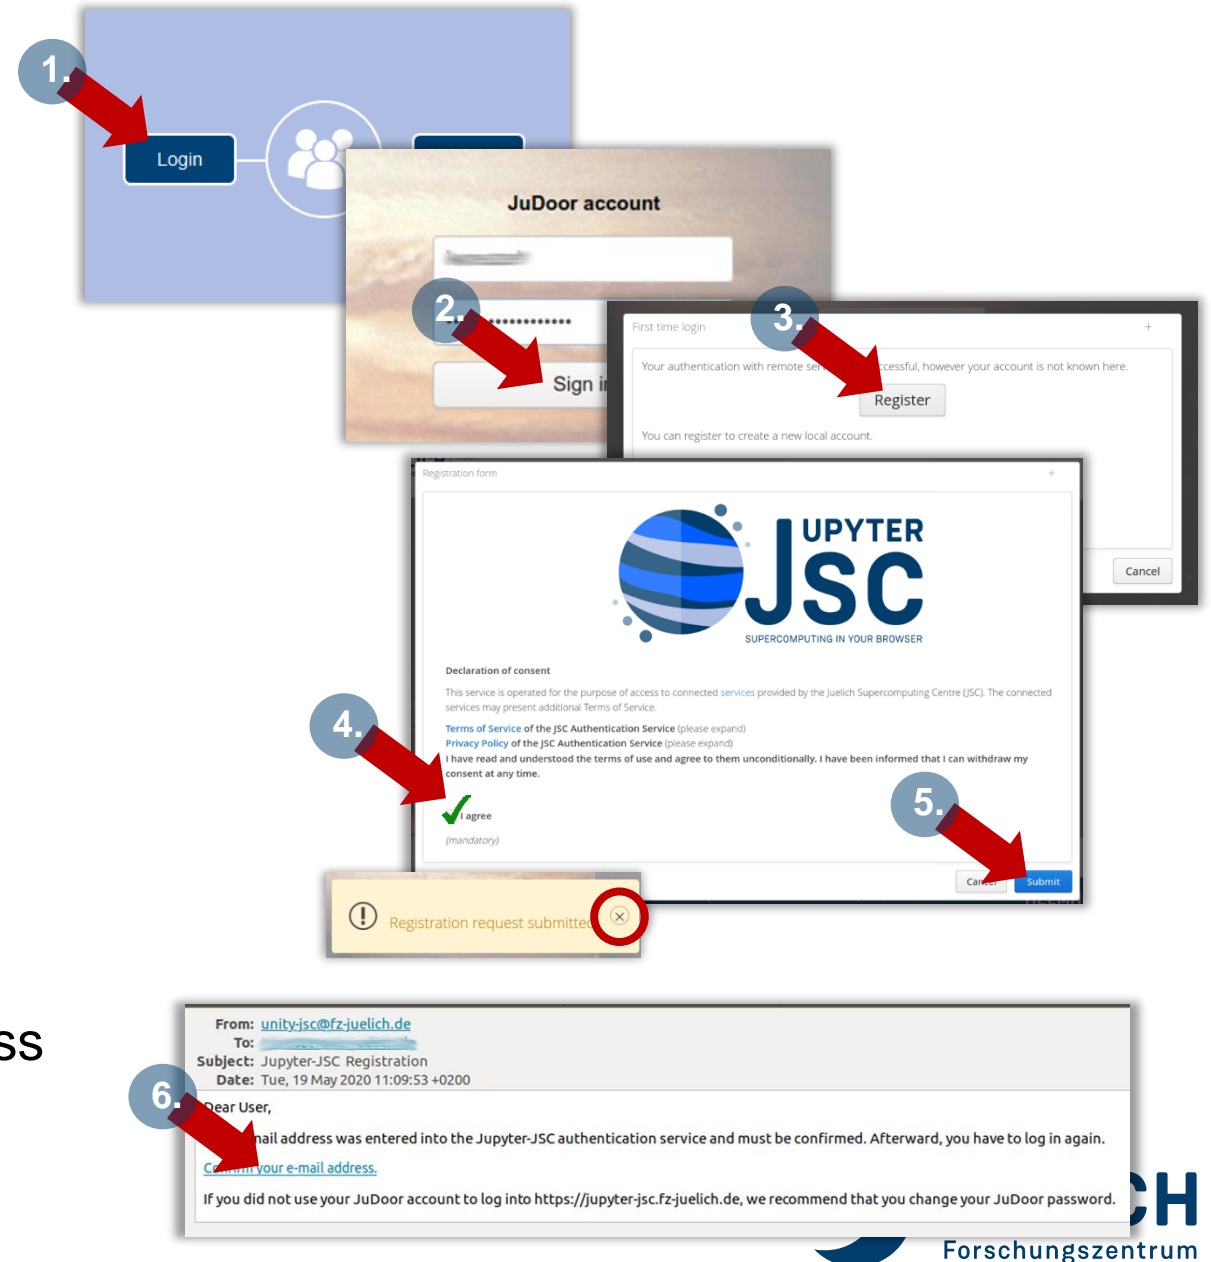 1.
Login
JuDoor account
2.
Sign in
3.
First time login
+
Your authentication with remote
successful, however your account is not known here.
Register
You can register to create a new local account.
Cancel
Registration form
+
JUPYTER
JSC
SUPERCOMPUTING IN YOUR BROWSER
Declaration of consent
This service is operated for the purpose of access to connected services provided by the Juelich Supercomputing Centre (JSC). The connected
services may present additional Terms of Service.
4.
Terms of Service of the JSC Authentication Service (please expand)
Privacy Policy of the JSC Authentication Service (please expand)
I have read and understood the terms of use and agree to them unconditionally. I have been informed that I can withdraw my
consent at any time.
I agree
(mandatory)
5.
Cancel
Submit
Registration request submitted
ss
From: unity-jsc@fz-juelich.de
To:
Subject: Jupyter-JSC Registration
Date: Tue, 19 May 2020 11:09:53 +0200
6.
Dear User,
mail address was entered into the Jupyter-JSC authentication service and must be confirmed. Afterward, you have to log in again.
Confirm your e-mail address.
If you did not use your JuDoor account to log into https://jupyter-jsc.fz-juelich.de, we recommend that you change your JuDoor password.
CH
Forschungszentrum